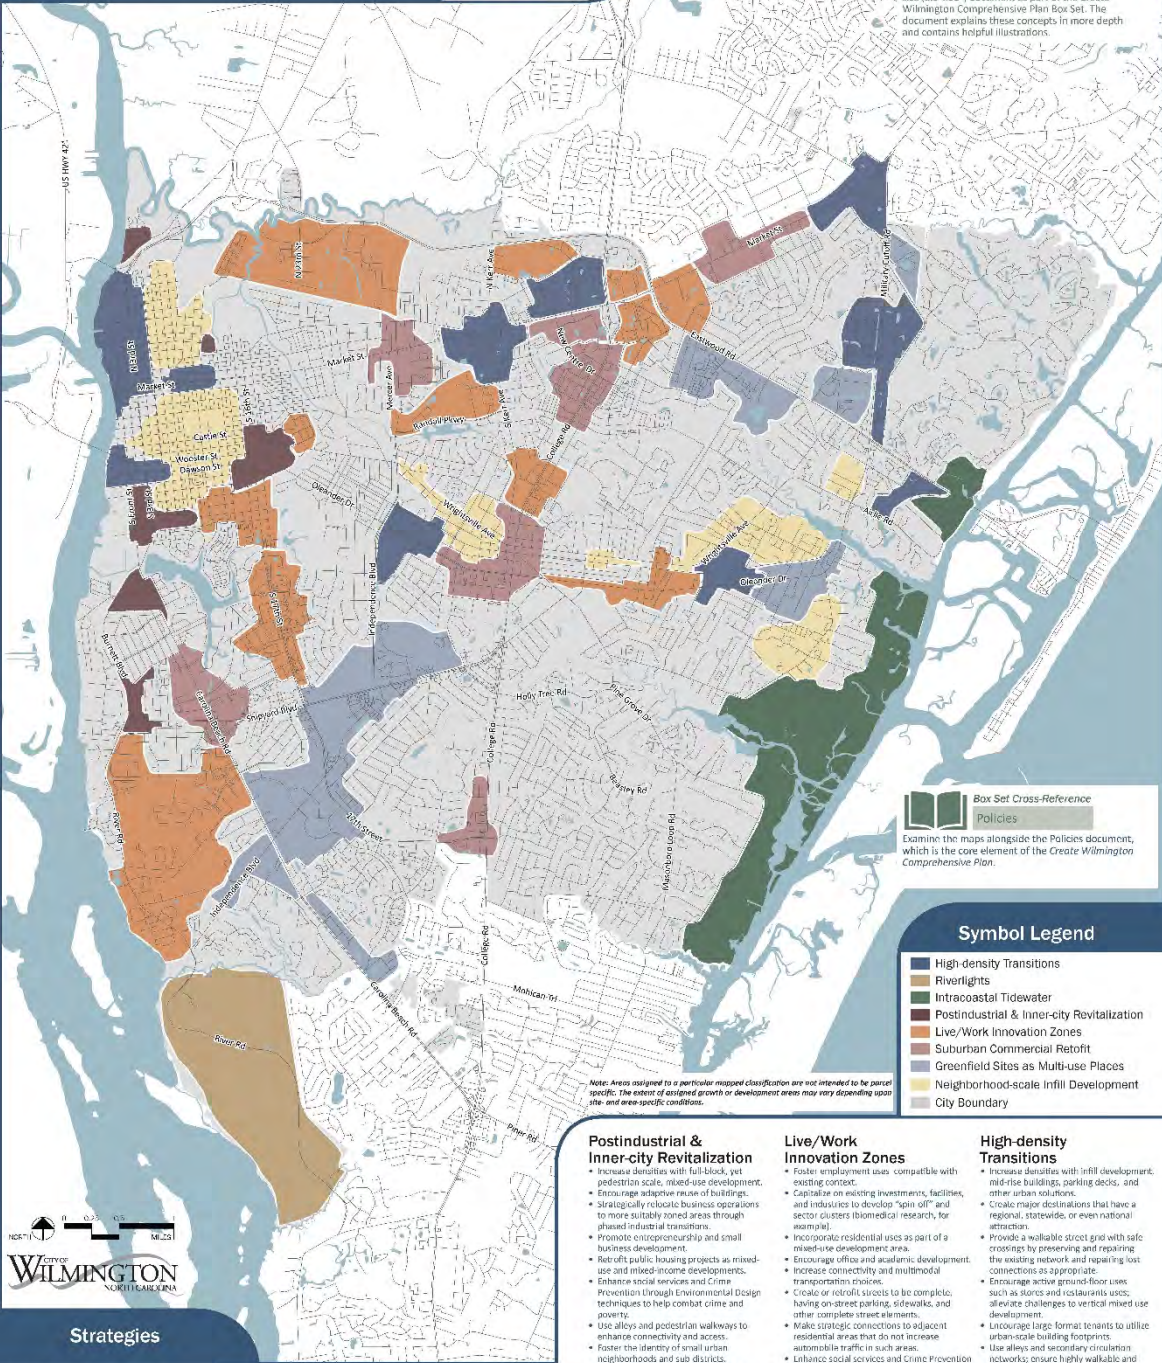 Wilmington Comprehensive Plan Box Set. The
document explains these concepts in more depth
and contains helpful illustrations.
US HWY 421
N 23rd St
N Kerr Ave
Market St
Military Cutoff Rd
N 3rd St
Market St
Market St
New Centre Dr
Eastwood Rd
Mercer Ave
S 16th St
Randall Pkwy
S Kerr Ave
College Rd
Castle St
Wooster St
Dawson St
S Front St
S 3rd St
Oleander Dr
Wrightsville Ave
Airlie Rd
Wrightsville Ave
Oleander Dr
Independence Blvd
S 17th St
Burnett Blvd
Carolina Beach Rd
Shipyard Blvd
Holly Tree Rd
Pine Grove Dr
College Rd
Beasley Rd
17th Street
Masonboro Loop Rd
River Rd
Independence Blvd
College Rd
Mohican Trl
Carolina Beach Rd
River Rd
Piner Rd
Box Set Cross-Reference
Policies
Examine the maps alongside the Policies document,
which is the core element of the Create Wilmington
Comprehensive Plan.
Symbol Legend
High-density Transitions
Riverlights
Intracoastal Tidewater
Postindustrial & Inner-city Revitalization
Live/Work Innovation Zones
Suburban Commercial Retofit
Greenfield Sites as Multi-use Places
Neighborhood-scale Infill Development
City Boundary
Note: Areas assigned to a particular mapped classification are not intended to be parcel
specific. The extent of assigned growth or development areas may vary depending upon
site- and area-specific conditions.
Postindustrial &
Inner-city Revitalization
• Increase densities with full-block, yet
pedestrian scale, mixed-use development.
• Encourage adaptive reuse of buildings.
• Strategically relocate business operations
to more suitably zoned areas through
phased industrial transitions.
• Promote entrepreneurship and small
business development.
• Retrofit public housing projects as mixed-
use and mixed-income developments.
• Enhance social services and Crime
Prevention through Environmental Design
techniques to help combat crime and
poverty.
• Use alleys and pedestrian walkways to
enhance connectivity and access.
• Foster the identity of small urban
neighborhoods and sub districts.
Live/Work
Innovation Zones
• Foster employment uses compatible with
existing context.
• Capitalize on existing investments, facilities,
and industries to develop "spin off" and
sector clusters (biomedical research, for
example).
• Incorporate residential uses as part of a
mixed-use development area.
• Encourage office and academic development.
• Increase connectivity and multimodal
transportation choices.
• Create or retrofit streets to be complete,
having on-street parking, sidewalks, and
other complete street elements.
• Make strategic connections to adjacent
residential areas that do not increase
automobile traffic in such areas.
• Enhance social services and Crime Prevention
High-density
Transitions
• Increase densities with infill development,
mid-rise buildings, parking decks, and
other urban solutions.
• Create major destinations that have a
regional, statewide, or even national
attraction.
• Provide a walkable street grid with safe
crossings by preserving and repairing
the existing network and repairing lost
connections as appropriate.
• Encourage active ground-floor uses
such as stores and restaurants uses;
alleviate challenges to vertical mixed use
development.
• Encourage large-format tenants to utilize
urban-scale building footprints.
• Use alleys and secondary circulation
networks; ensure highly walkable and
NORTH
0 0.25 0.5 1
MILES
CITY OF
WILMINGTON
NORTH CAROLINA
Strategies